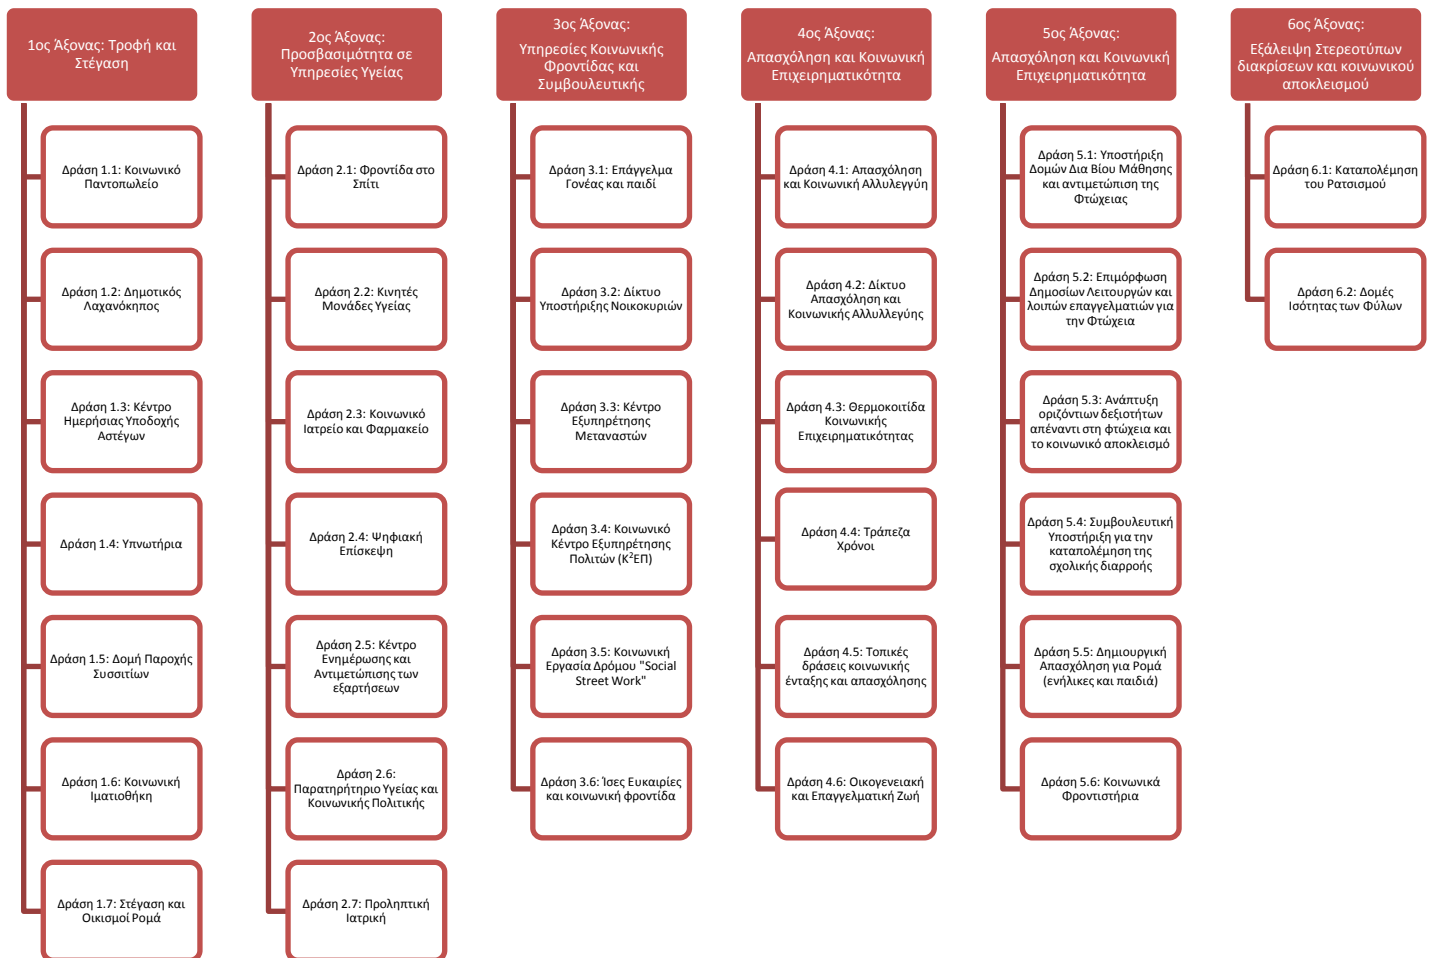 1ος Άξονας: Τροφή και
Στέγαση
Δράση 1.1: Κοινωνικό
Παντοπωλείο
Δράση 1.2: Δημοτικός
Λαχανόκηπος
Δράση 1.3: Κέντρο
Ημερήσιας Υποδοχής
Αστέγων
Δράση 1.4: Υπνωτήρια
Δράση 1.5: Δομή Παροχής
Συσσιτίων
Δράση 1.6: Κοινωνική
Ιματιοθήκη
Δράση 1.7: Στέγαση και
Οικισμοί Ρομά
2ος Άξονας:
Προσβασιμότητα σε
Υπηρεσίες Υγείας
Δράση 2.1: Φροντίδα στο
Σπίτι
Δράση 2.2: Κινητές
Μονάδες Υγείας
Δράση 2.3: Κοινωνικό
Ιατρείο και Φαρμακείο
Δράση 2.4: Ψηφιακή
Επίσκεψη
Δράση 2.5: Κέντρο
Ενημέρωσης και
Αντιμετώπισης των
εξαρτήσεων
Δράση 2.6:
Παρατηρήτηριο Υγείας και
Κοινωνικής Πολιτικής
Δράση 2.7: Προληπτική
Ιατρική
3ος Άξονας:
Υπηρεσίες Κοινωνικής
Φροντίδας και
Συμβουλευτικής
Δράση 3.1: Επάγγελμα
Γονέας και παιδί
Δράση 3.2: Δίκτυο
Υποστήριξης Νοικοκυριών
Δράση 3.3: Κέντρο
Εξυπηρέτησης
Μεταναστών
Δράση 3.4: Κοινωνικό
Κέντρο Εξυπηρέτησης
Πολιτών (Κ²ΕΠ)
Δράση 3.5: Κοινωνική
Εργασία Δρόμου "Social
Street Work"
Δράση 3.6: Ίσες Ευκαιρίες
και κοινωνική φροντίδα
4ος Άξονας:
Απασχόληση και Κοινωνική
Επιχειρηματικότητα
Δράση 4.1: Απασχόληση
και Κοινωνική Αλλυλεγγύη
Δράση 4.2: Δίκτυο
Απασχόληση και
Κοινωνικής Αλλυλλεγύης
Δράση 4.3: Θερμοκοιτίδα
Κοινωνικής
Επιχειρηματικότητας
Δράση 4.4: Τράπεζα
Χρόνοι
Δράση 4.5: Τοπικές
δράσεις κοινωνικής
ένταξης και απασχόλησης
Δράση 4.6: Οικογενειακή
και Επαγγελματική Ζωή
5ος Άξονας:
Απασχόληση και Κοινωνική
Επιχειρηματικότητα
Δράση 5.1: Υποστήριξη
Δομών Δια Βίου Μάθησης
και αντιμετώπιση της
Φτώχειας
Δράση 5.2: Επιμόρφωση
Δημοσίων Λειτουργών και
λοιπών επαγγελματιών για
την Φτώχεια
Δράση 5.3: Ανάπτυξη
οριζόντιων δεξιοτήτων
απέναντι στη φτώχεια και
το κοινωνικό αποκλεισμό
Δράση 5.4: Συμβουλευτική
Υποστήριξη για την
καταπολέμηση της
σχολικής διαρροής
Δράση 5.5: Δημιουργική
Απασχόληση για Ρομά
(ενήλικες και παιδιά)
Δράση 5.6: Κοινωνικά
Φροντιστήρια
6ος Άξονας:
Εξάλειψη Στερεοτύπων
διακρίσεων και κοινωνικού
αποκλεισμού
Δράση 6.1: Καταπολέμηση
του Ρατσισμού
Δράση 6.2: Δομές
Ισότητας των Φύλων